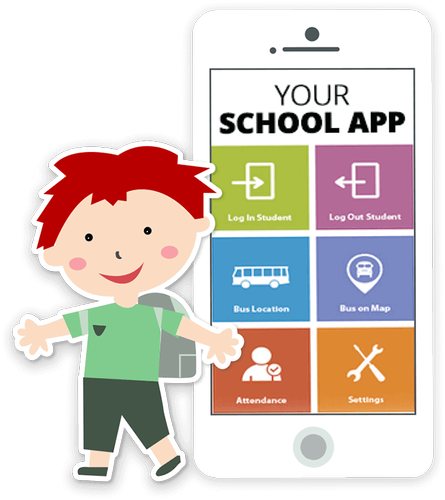 YOUR
SCHOOL APP
Log In Student
Log Out Student
Bus Location
Bus on Map
Attendance
Settings